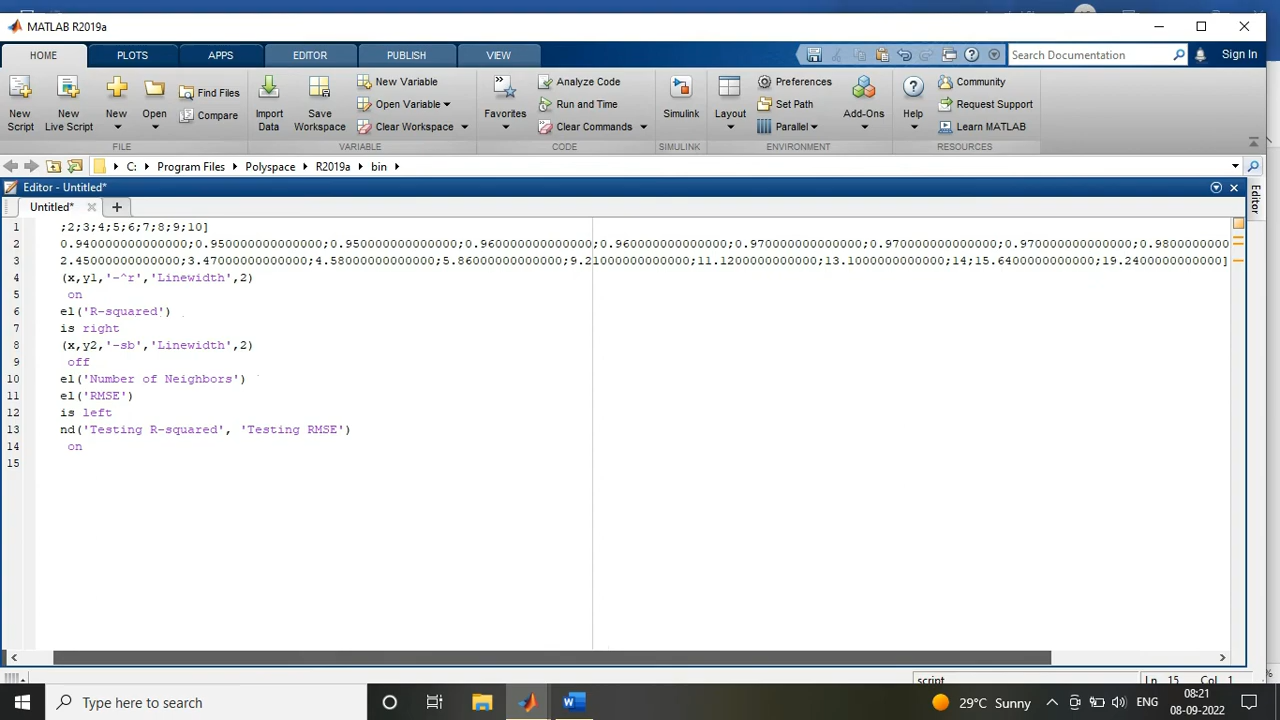 MATLAB R2019a
HOME PLOTS APPS EDITOR PUBLISH VIEW Search Documentation Sign In
New Script New Live Script New Open Find Files Compare Import Data Save Workspace New Variable Open Variable Clear Workspace Favorites Analyze Code Run and Time Clear Commands Simulink Layout Preferences Set Path Parallel Add-Ons Help Community Request Support Learn MATLAB
FILE VARIABLE CODE SIMULINK ENVIRONMENT RESOURCES
C: Program Files Polyspace R2019a bin
Editor - Untitled*
Editor
Untitled*
1 ;2;3;4;5;6;7;8;9;10]
2 0.940000000000000;0.950000000000000;0.950000000000000;0.960000000000000;0.960000000000000;0.970000000000000;0.970000000000000;0.970000000000000;0.9800000000
3 2.45000000000000;3.47000000000000;4.58000000000000;5.86000000000000;9.21000000000000;11.1200000000000;13.1000000000000;14;15.6400000000000;19.2400000000000]
4 (x,y1,'-^r','Linewidth',2)
5 on
6 el('R-squared')
7 is right
8 (x,y2,'-sb','Linewidth',2)
9 off
10 el('Number of Neighbors')
11 el('RMSE')
12 is left
13 nd('Testing R-squared', 'Testing RMSE')
14 on
15
script Ln 15 Col 1
Type here to search 29°C Sunny ENG 08:21
08-09-2022